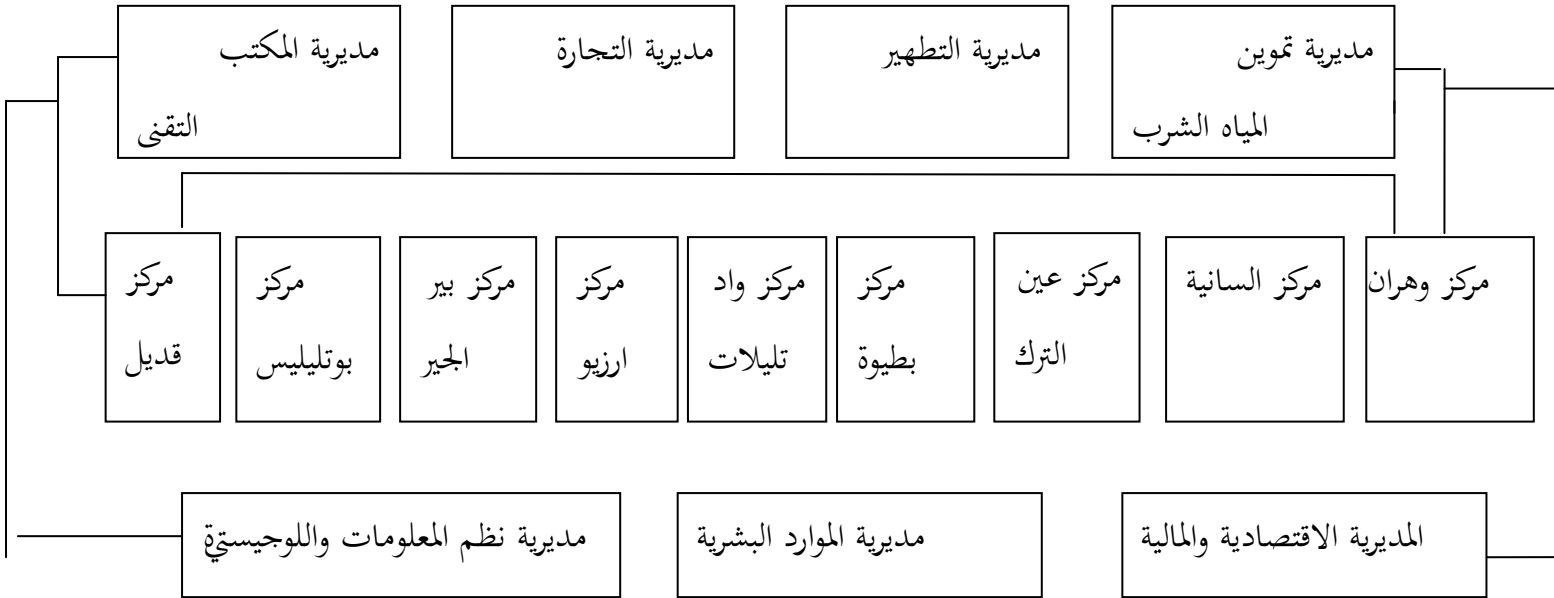 مديرية تموين
المياه الشرب
مديرية التطهير
مديرية التجارة
مديرية المكتب
التقنى
مركز وهران
مركز السانية
مركز عين
الترك
مركز
بطيوة
مركز واد
تليلات
مركز
ارزيو
مركز بير
الجير
مركز
بوتليليس
مركز
قديل
المديرية الاقتصادية والمالية
مديرية الموارد البشرية
مديرية نظم المعلومات واللوجيستية